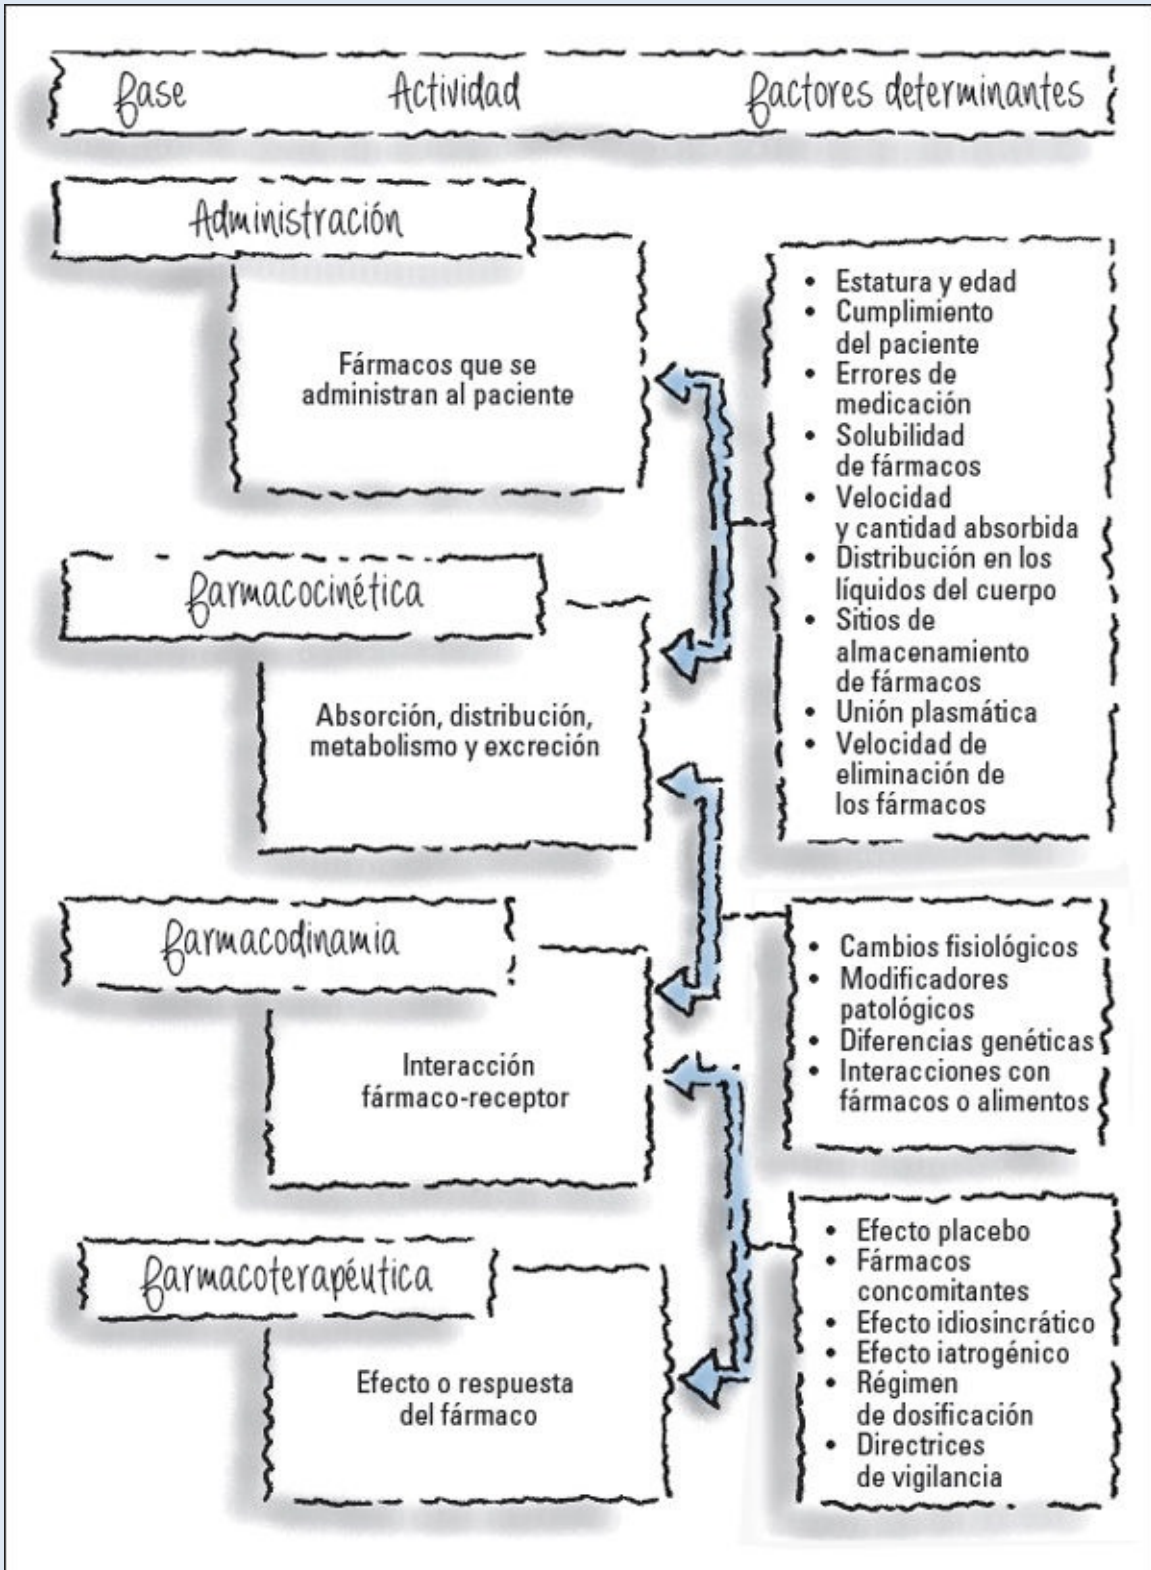 Fase Actividad Factores determinantes
Administración
Fármacos que se
administran al paciente
• Estatura y edad
• Cumplimiento
del paciente
• Errores de
medicación
• Solubilidad
de fármacos
• Velocidad
y cantidad absorbida
• Distribución en los
líquidos del cuerpo
• Sitios de
almacenamiento
de fármacos
• Unión plasmática
• Velocidad de
eliminación de
los fármacos
Farmacocinética
Absorción, distribución,
metabolismo y excreción
Farmacodinamia
Interacción
fármaco-receptor
• Cambios fisiológicos
• Modificadores
patológicos
• Diferencias genéticas
• Interacciones con
fármacos o alimentos
Farmacoterapéutica
Efecto o respuesta
del fármaco
• Efecto placebo
• Fármacos
concomitantes
• Efecto idiosincrático
• Efecto iatrogénico
• Régimen
de dosificación
• Directrices
de vigilancia